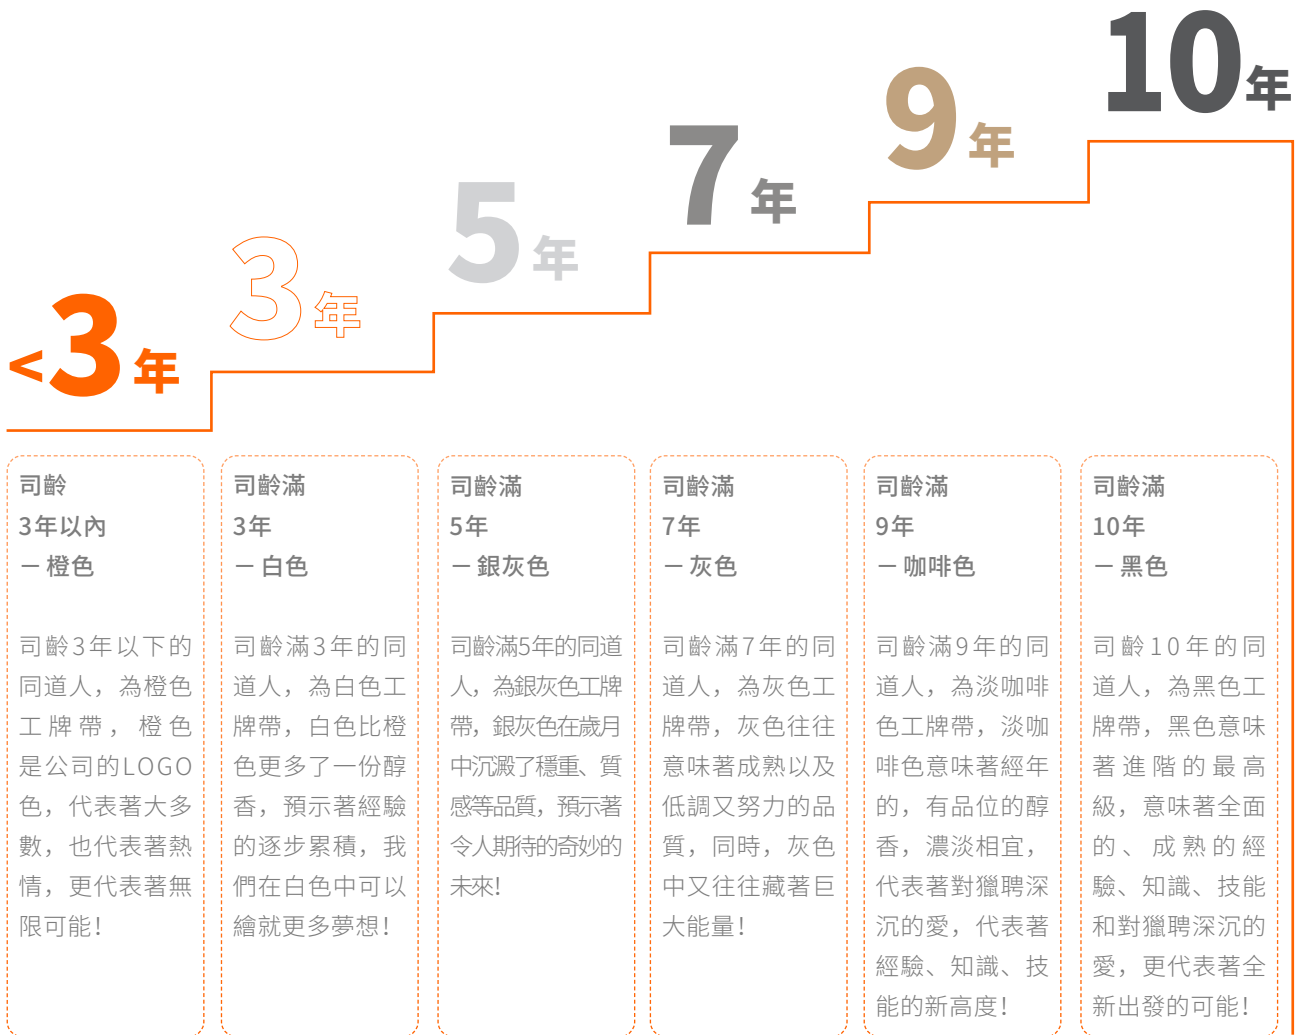 <3年
3年
5年
7年
9年
10年
司齡
3年以內
－ 橙色
司齡3年以下的
同道人，為橙色
工牌帶，橙色
是公司的LOGO
色，代表著大多
數，也代表著熱
情，更代表著無
限可能！
司齡滿
3年
－ 白色
司齡滿3年的同
道人，為白色工
牌帶，白色比橙
色更多了一份醇
香，預示著經驗
的逐步累積，我
們在白色中可以
繪就更多夢想！
司齡滿
5年
－ 銀灰色
司齡滿5年的同道
人，為銀灰色工牌
帶，銀灰色在歲月
中沉澱了穩重、質
感等品質，預示著
令人期待的奇妙的
未來！
司齡滿
7年
－ 灰色
司齡滿7年的同
道人，為灰色工
牌帶，灰色往往
意味著成熟以及
低調又努力的品
質，同時，灰色
中又往往藏著巨
大能量！
司齡滿
9年
－ 咖啡色
司齡滿9年的同
道人，為淡咖啡
色工牌帶，淡咖
啡色意味著經年
的，有品位的醇
香，濃淡相宜，
代表著對獵聘深
沉的愛，代表著
經驗、知識、技
能的新高度！
司齡滿
10年
－ 黑色
司齡10年的同
道人，為黑色工
牌帶，黑色意味
著進階的最高
級，意味著全面
的、成熟的經
驗、知識、技能
和對獵聘深沉的
愛，更代表著全
新出發的可能！